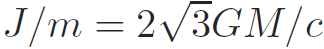 J/m = 2√3GM/c